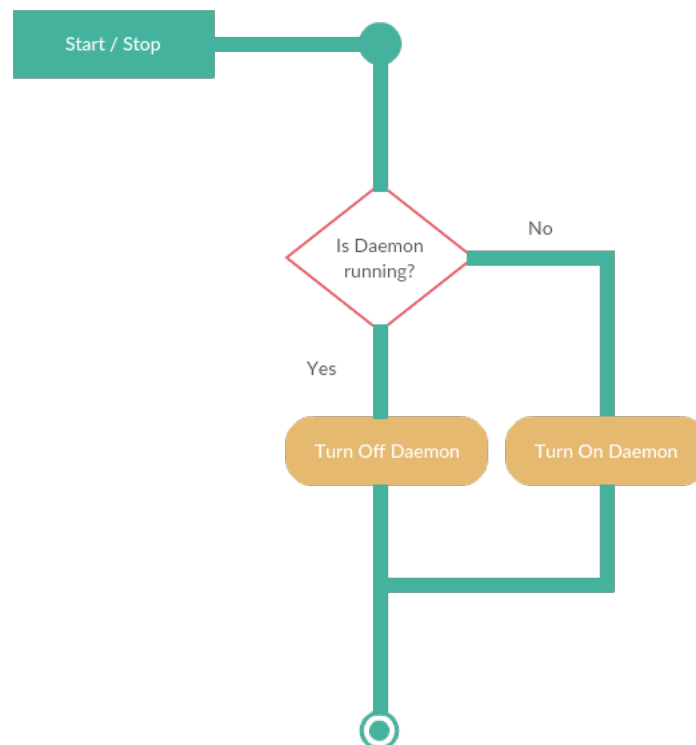 Start / Stop
Is Daemon
running?
No
Yes
Turn Off Daemon
Turn On Daemon